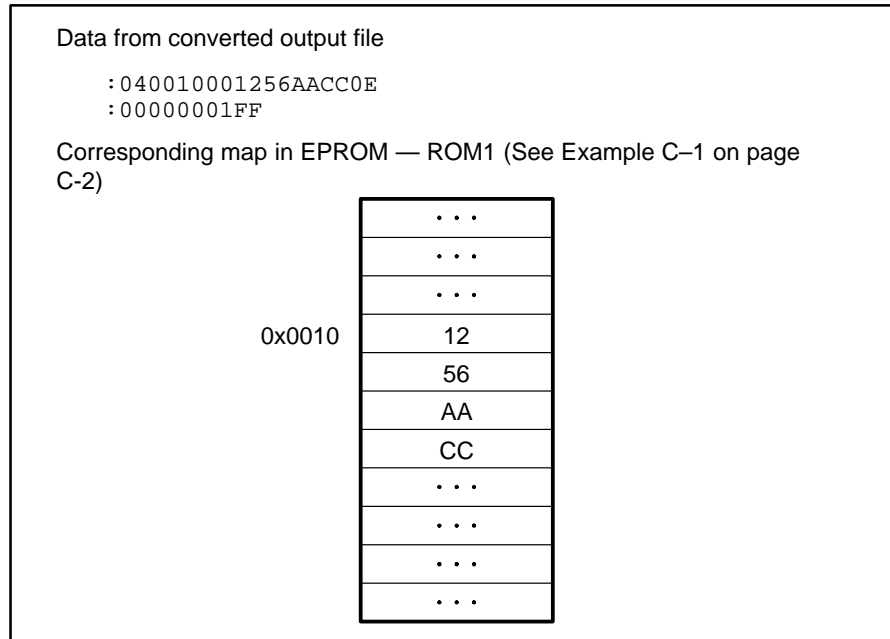 Data from converted output file
:040010001256AACC0E
:00000001FF
Corresponding map in EPROM — ROM1 (See Example C–1 on page
C-2)
• • •
• • •
• • •
0x0010 12
56
AA
CC
• • •
• • •
• • •
• • •